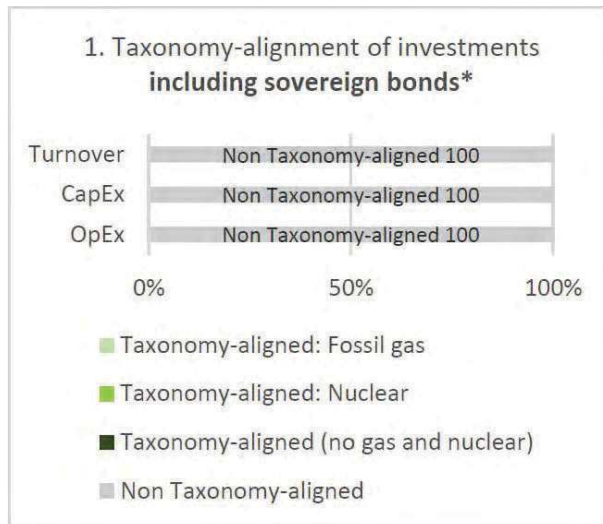 1. Taxonomy-alignment of investments
including sovereign bonds*
Turnover Non Taxonomy-aligned 100
CapEx Non Taxonomy-aligned 100
OpEx Non Taxonomy-aligned 100
0% 50% 100%
Taxonomy-aligned: Fossil gas
Taxonomy-aligned: Nuclear
Taxonomy-aligned (no gas and nuclear)
Non Taxonomy-aligned